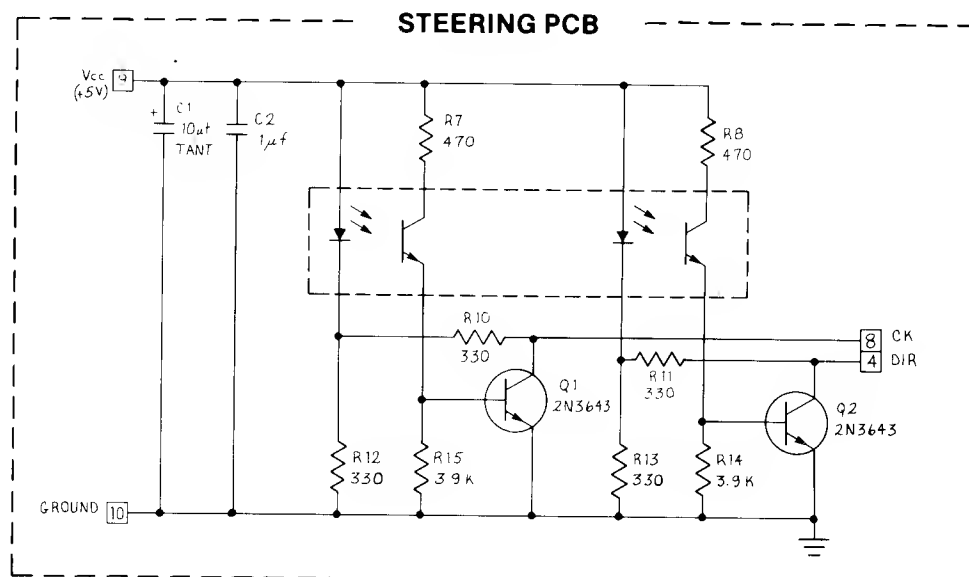 STEERING PCB
Vcc
(+5V)
9
+
C1
10µf
TANT
C2
1µf
R7
470
R8
470
R10
330
8
CK
4
DIR
R11
330
Q1
2N3643
Q2
2N3643
R12
330
R15
3.9K
R13
330
R14
3.9K
GROUND
10